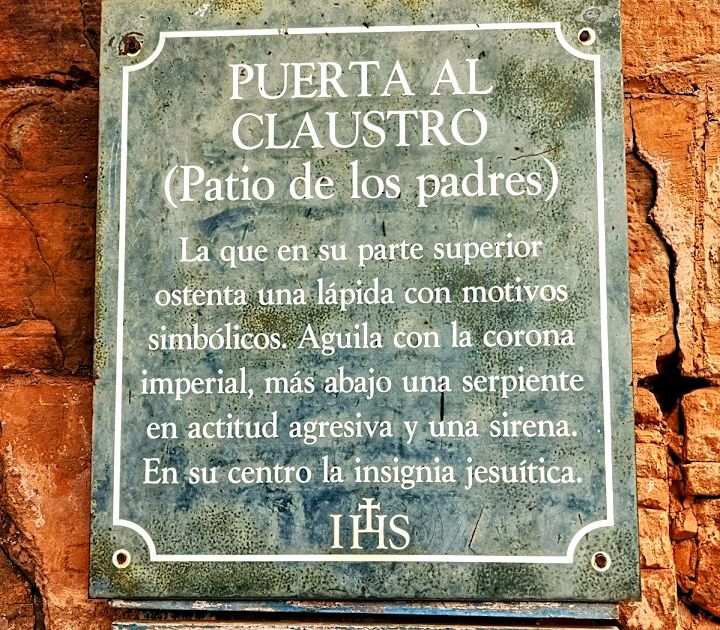 PUERTA AL
CLAUSTRO
(Patio de los padres)
La que en su parte superior
ostenta una lápida con motivos
simbólicos. Aguila con la corona
imperial, más abajo una serpiente
en actitud agresiva y una sirena.
En su centro la insignia jesuítica.
IHS